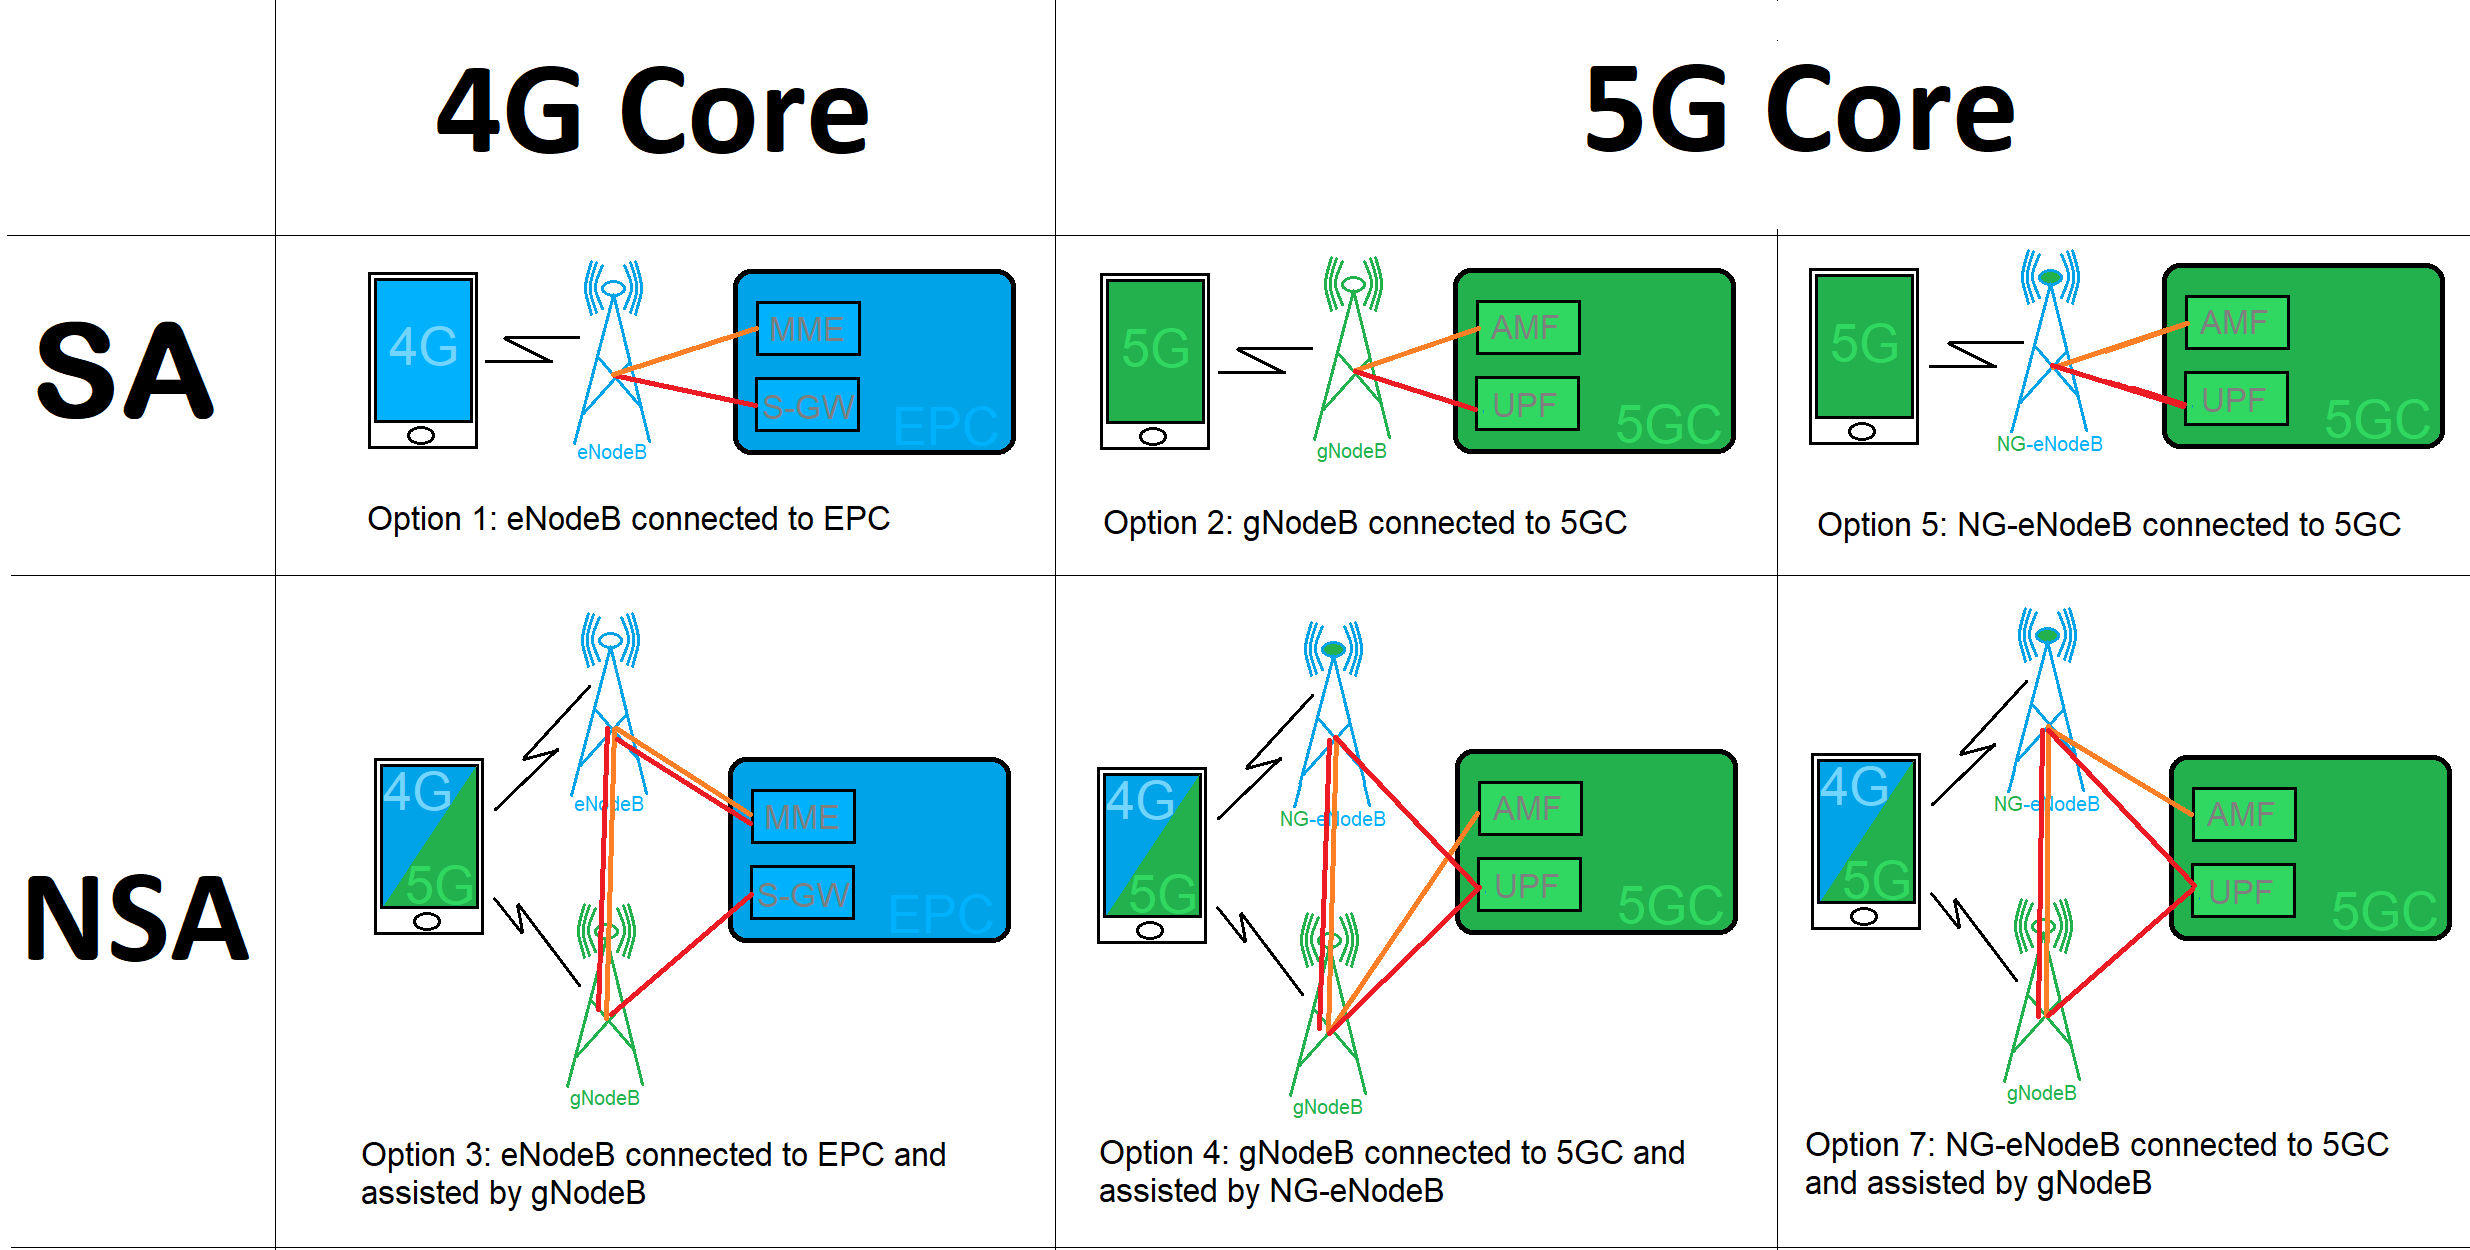 4G Core
5G Core
SA
4G
MME
S-GW
EPC
eNodeB
Option 1: eNodeB connected to EPC
5G
AMF
UPF
5GC
gNodeB
Option 2: gNodeB connected to 5GC
5G
AMF
UPF
5GC
NG-eNodeB
Option 5: NG-eNodeB connected to 5GC
NSA
4G
5G
eNodeB
MME
S-GW
EPC
gNodeB
Option 3: eNodeB connected to EPC and
assisted by gNodeB
4G
5G
NG-eNodeB
AMF
UPF
5GC
gNodeB
Option 4: gNodeB connected to 5GC and
assisted by NG-eNodeB
4G
5G
NG-eNodeB
AMF
UPF
5GC
gNodeB
Option 7: NG-eNodeB connected to 5GC
and assisted by gNodeB